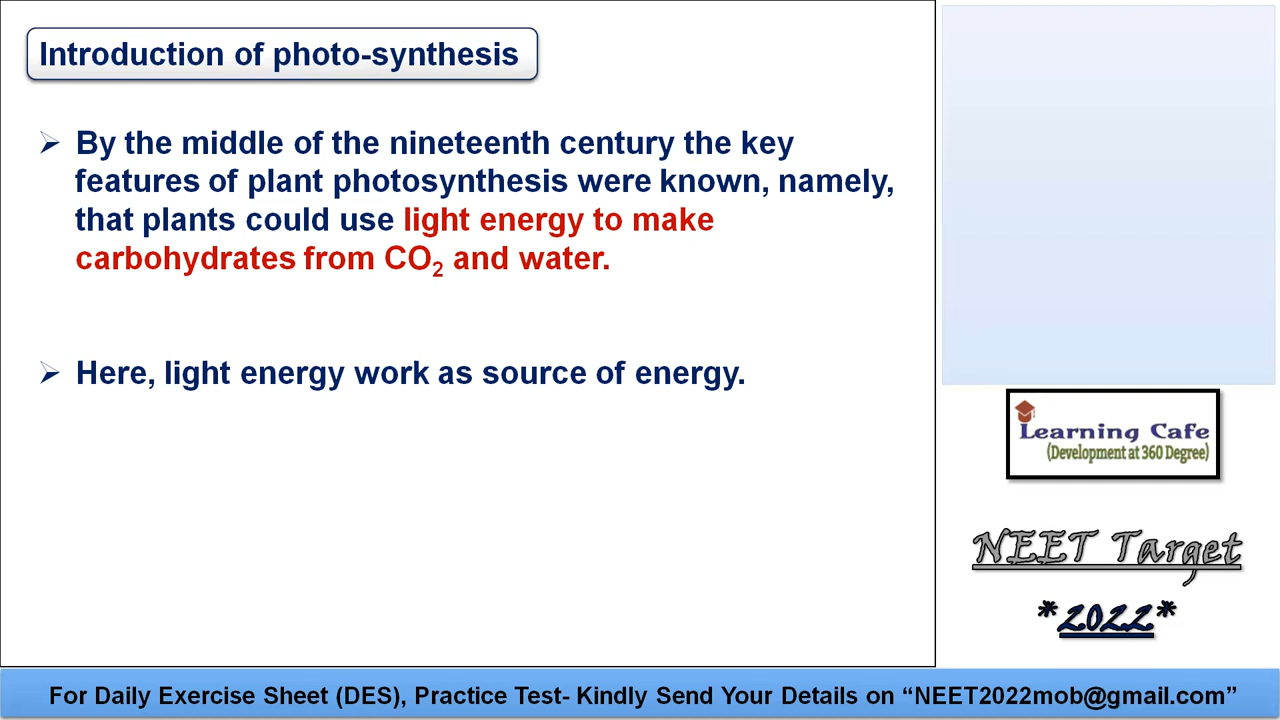 Introduction of photo-synthesis
➢ By the middle of the nineteenth century the key
features of plant photosynthesis were known, namely,
that plants could use light energy to make
carbohydrates from CO₂ and water.
➢ Here, light energy work as source of energy.
Learning Cafe
(Development at 360 Degree)
NEET Target
*2022*
For Daily Exercise Sheet (DES), Practice Test- Kindly Send Your Details on “NEET2022mob@gmail.com”